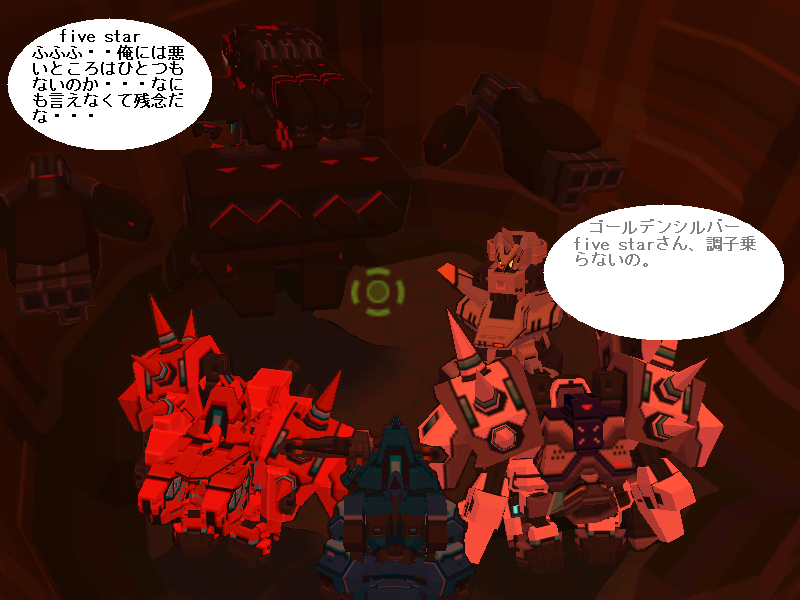 five star
ふふふ・・俺には悪
いところはひとつも
ないのか・・・なに
も言えなくて残念だ
な・・・
ゴールデンシルバー
five starさん、調子乗
らないの。